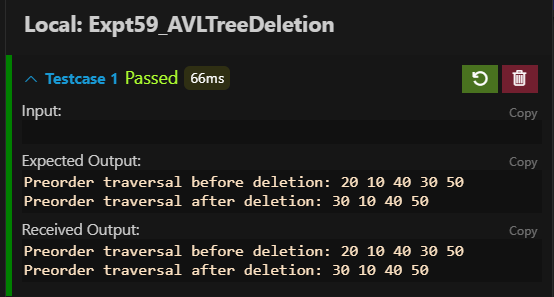 Local: Expt59_AVLTreeDeletion
Testcase 1 Passed 66ms
Input:
Copy
Expected Output:
Copy
Preorder traversal before deletion: 20 10 40 30 50
Preorder traversal after deletion: 30 10 40 50
Received Output:
Copy
Preorder traversal before deletion: 20 10 40 30 50
Preorder traversal after deletion: 30 10 40 50